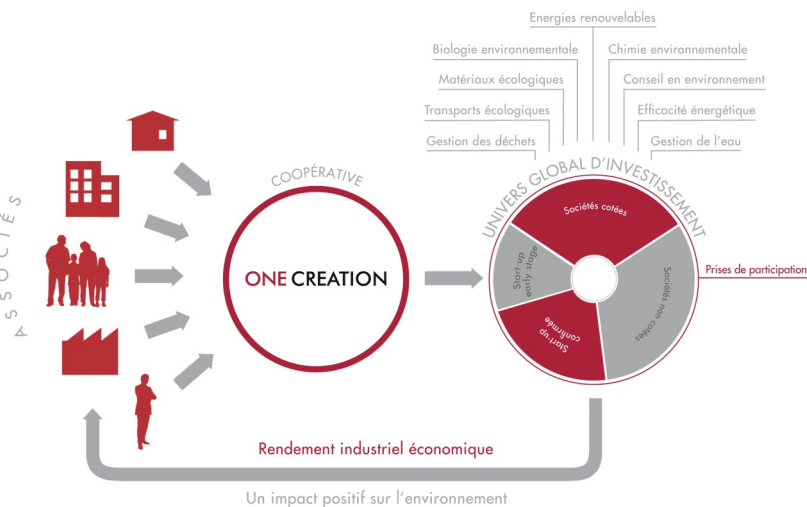 Energies renouvelables
Biologie environnementale
Chimie environnementale
Matériaux écologiques
Conseil en environnement
Transports écologiques
Efficacité énergétique
Gestion des déchets
Gestion de l'eau
ASSOCIÉS
COOPÉRATIVE
ONE CREATION
UNIVERS GLOBAL D'INVESTISSEMENT
Sociétés cotées
Start-up
early stage
Sociétés non cotées
Start-up
confirmée
Prises de participation
Rendement industriel économique
Un impact positif sur l'environnement